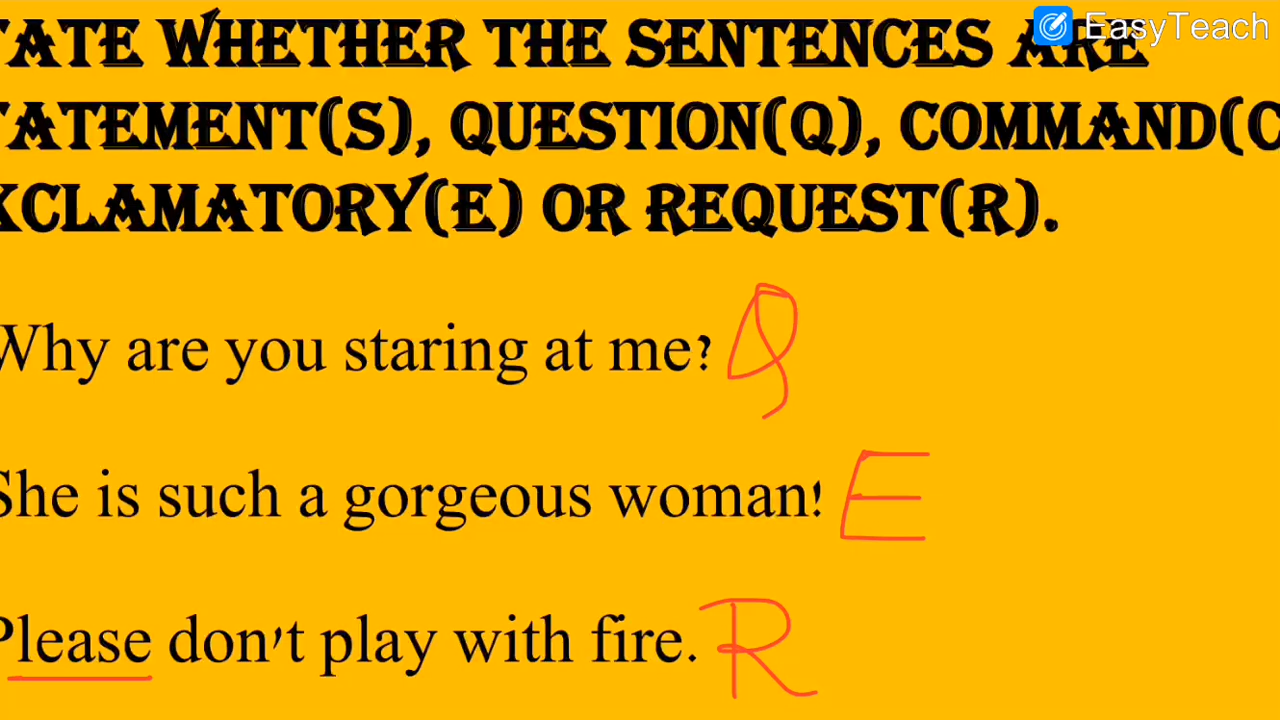 TATE WHETHER THE SENTENCES ARE
EasyTeach
TATEMENT(S), QUESTION(Q), COMMAND(C
XCLAMATORY(E) OR REQUEST(R).
Why are you staring at me? Q
She is such a gorgeous woman! E
Please don't play with fire. R